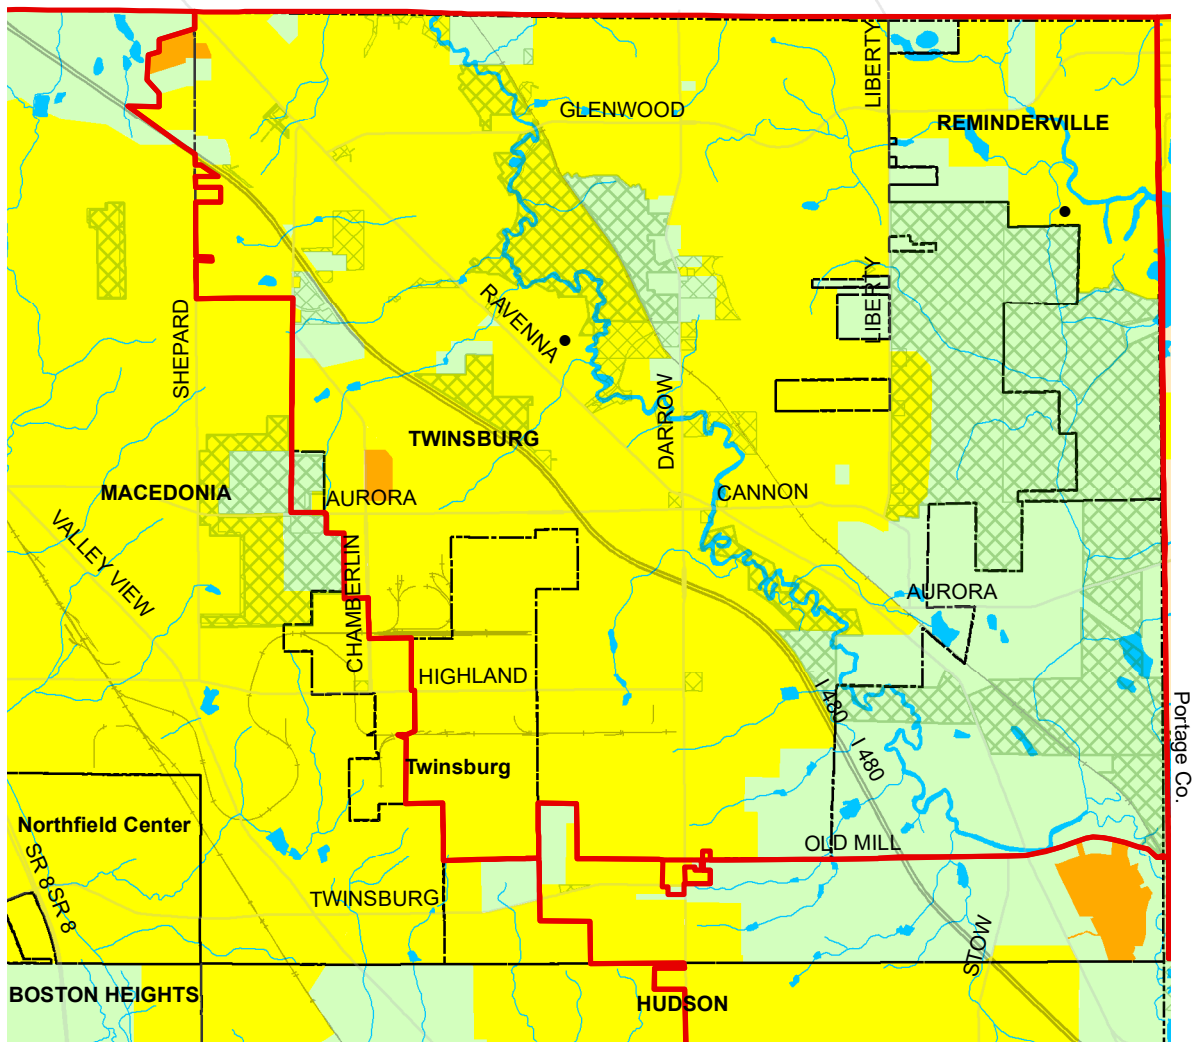 LIBERTY
GLENWOOD
REMINDERVILLE
RAVENNA
LIBERTY
SHEPARD
DARROW
TWINSBURG
MACEDONIA
AURORA
CANNON
VALLEY VIEW
CHAMBERLIN
AURORA
HIGHLAND
I 480
I 480
Portage Co.
Twinsburg
Northfield Center
OLD MILL
SR 8
SR 8
TWINSBURG
STOW
BOSTON HEIGHTS
HUDSON